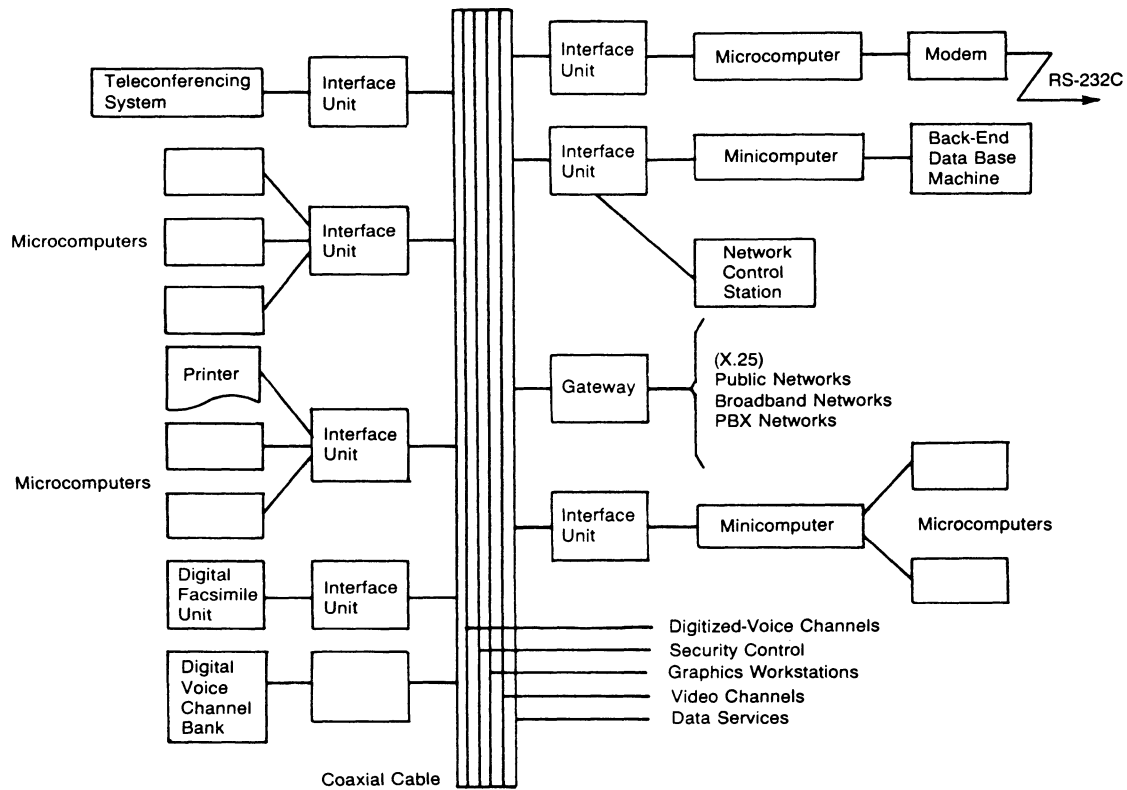 Teleconferencing
System
Interface
Unit
Microcomputers
Interface
Unit
Printer
Microcomputers
Interface
Unit
Digital
Facsimile
Unit
Interface
Unit
Digital
Voice
Channel
Bank
Coaxial Cable
Interface
Unit
Microcomputer
Modem
RS-232C
Interface
Unit
Minicomputer
Back-End
Data Base
Machine
Network
Control
Station
Gateway
(X.25)
Public Networks
Broadband Networks
PBX Networks
Interface
Unit
Minicomputer
Microcomputers
Digitized-Voice Channels
Security Control
Graphics Workstations
Video Channels
Data Services